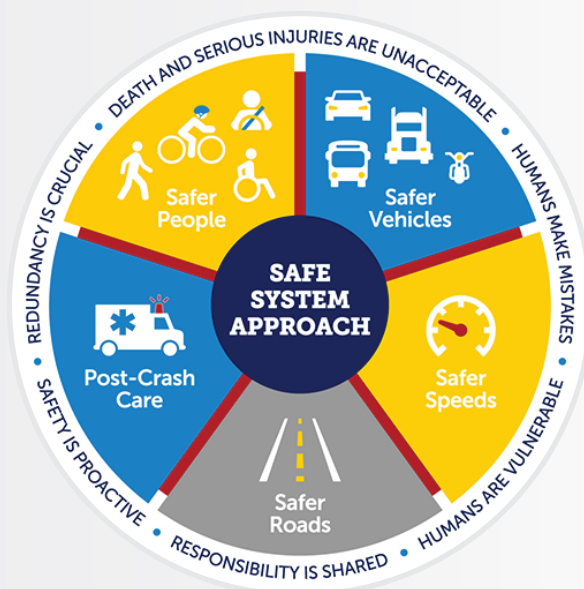 DEATH AND SERIOUS INJURIES ARE UNACCEPTABLE
HUMANS MAKE MISTAKES
HUMANS ARE VULNERABLE
RESPONSIBILITY IS SHARED
SAFETY IS PROACTIVE
REDUNDANCY IS CRUCIAL
Safer
People
Safer
Vehicles
SAFE
SYSTEM
APPROACH
Post-Crash
Care
Safer
Speeds
Safer
Roads